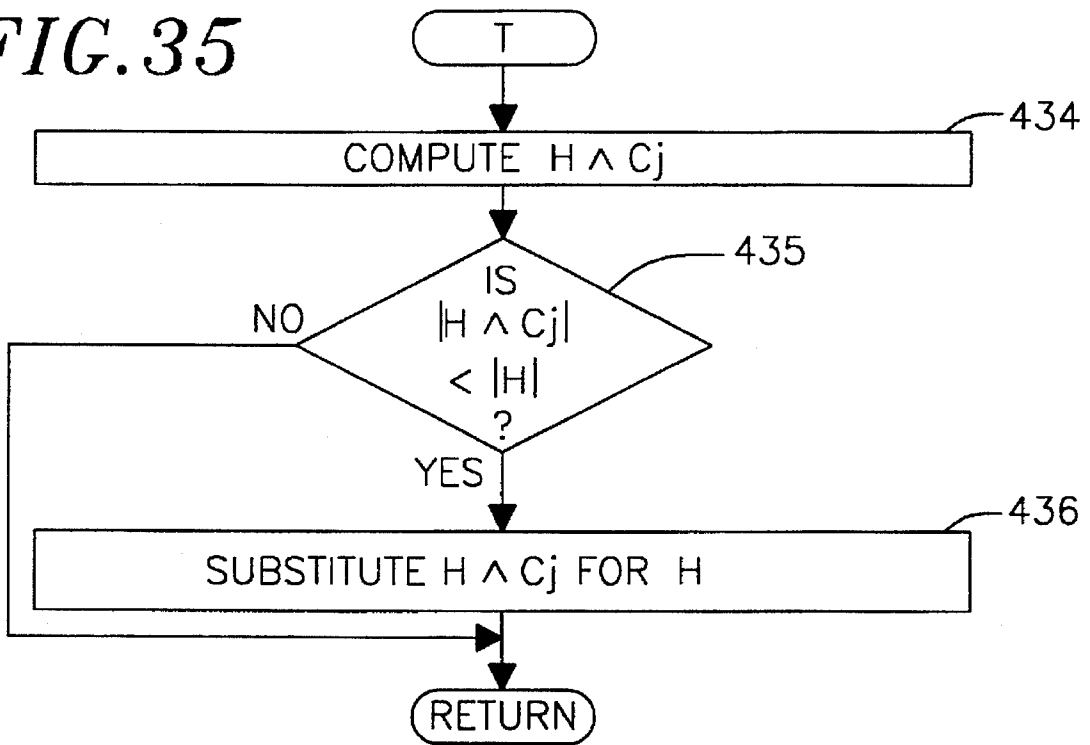 FIG.35
T
434
COMPUTE H ∧ Cj
435
IS
|H ∧ Cj|
< |H|
?
NO
YES
436
SUBSTITUTE H ∧ Cj FOR H
RETURN